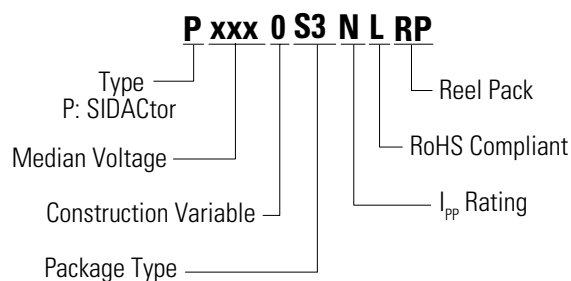 P xxx 0 S3 N L RP
Type
P: SIDACtor
Reel Pack
Median Voltage
RoHS Compliant
Construction Variable
IPP Rating
Package Type